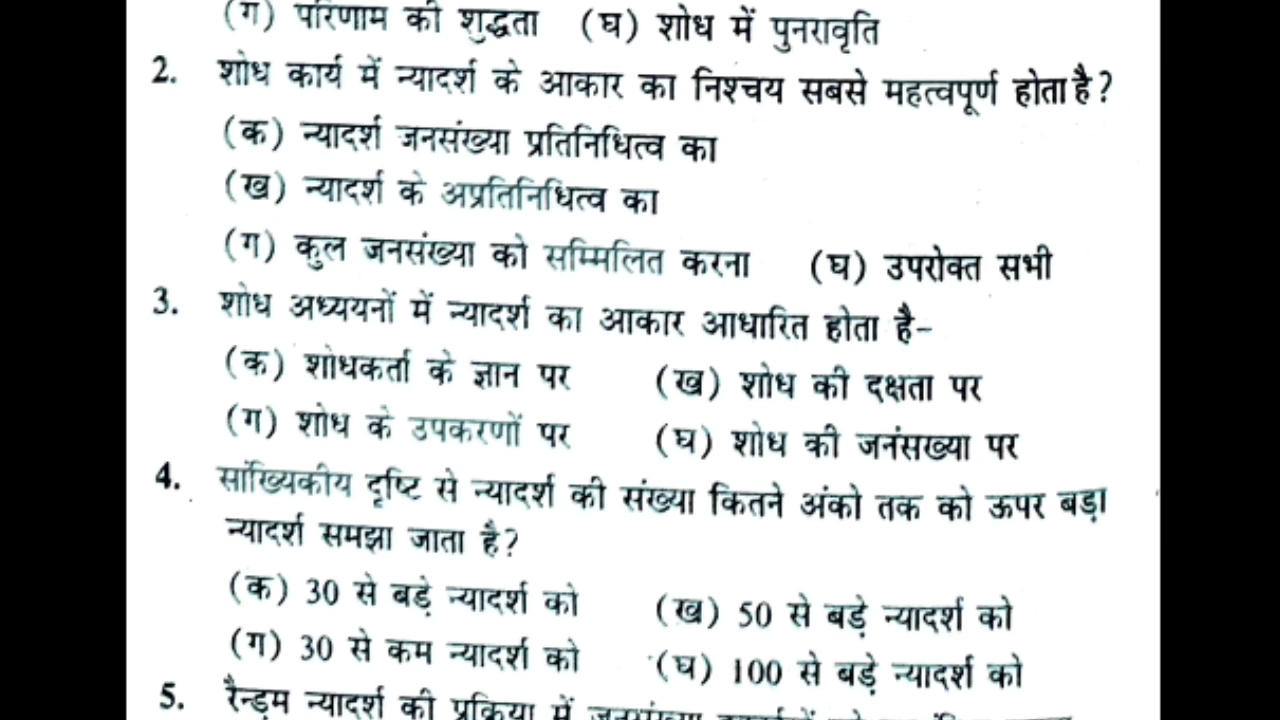 (ग) परिणाम की शुद्धता (घ) शोध में पुनरावृति
2. शोध कार्य में न्यादर्श के आकार का निश्चय सबसे महत्वपूर्ण होता है?
(क) न्यादर्श जनसंख्या प्रतिनिधित्व का
(ख) न्यादर्श के अप्रतिनिधित्व का
(ग) कुल जनसंख्या को सम्मिलित करना (घ) उपरोक्त सभी
3. शोध अध्ययनों में न्यादर्श का आकार आधारित होता है-
(क) शोधकर्ता के ज्ञान पर (ख) शोध की दक्षता पर
(ग) शोध के उपकरणों पर (घ) शोध की जनंसख्या पर
4. सांख्यिकीय दृष्टि से न्यादर्श की संख्या कितने अंको तक को ऊपर बड़ा
न्यादर्श समझा जाता है?
(क) 30 से बड़े न्यादर्श को (ख) 50 से बड़े न्यादर्श को
(ग) 30 से कम न्यादर्श को (घ) 100 से बड़े न्यादर्श को
5. रैन्डम न्यादर्श की प्रक्रिया में जनसंख्या